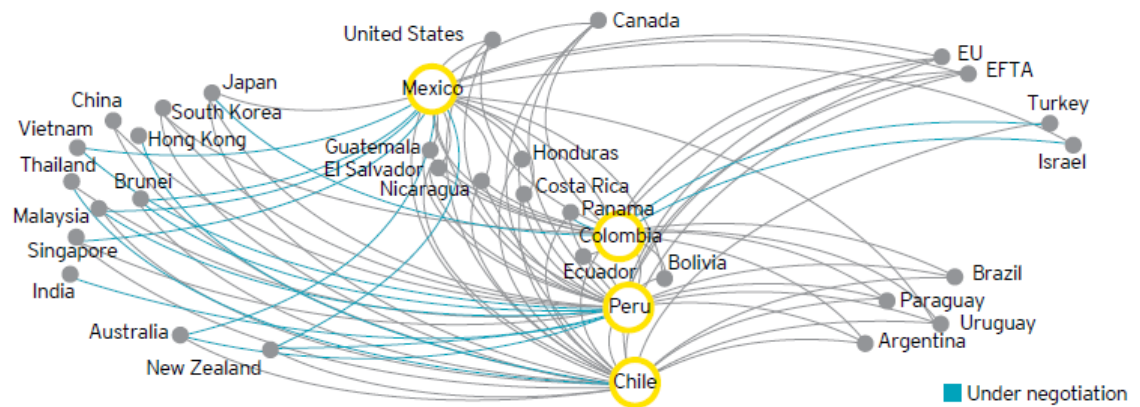 Canada
United States
EU
EFTA
Mexico
Japan
China
South Korea
Turkey
Vietnam
Hong Kong
Guatemala
Honduras
Israel
Thailand
El Salvador
Brunei
Nicaragua
Costa Rica
Malaysia
Panama
Colombia
Singapore
Ecuador
Bolivia
Brazil
India
Peru
Paraguay
Uruguay
Australia
Argentina
New Zealand
Chile
Under negotiation